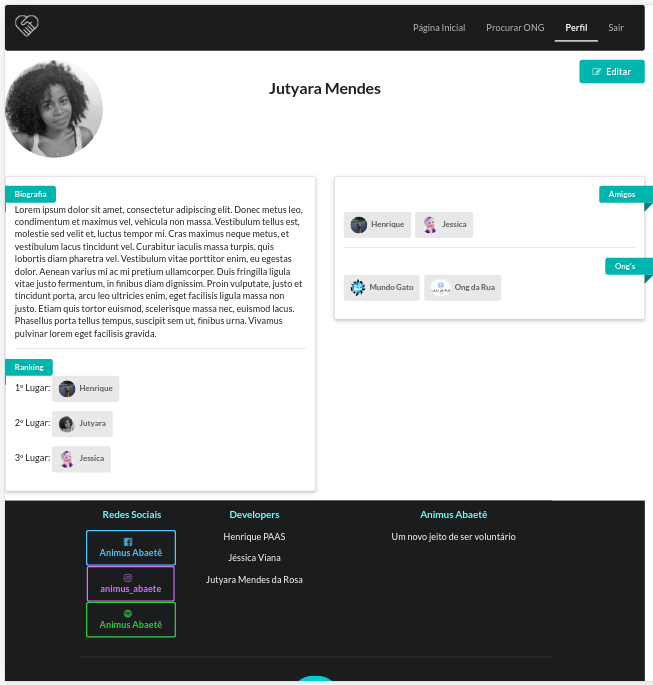 Página Inicial
Procurar ONG
Perfil
Sair
Jutyara Mendes
Editar
Biografia
Lorem ipsum dolor sit amet, consectetur adipiscing elit. Donec metus leo,
condimentum et maximus vel, vehicula non massa. Vestibulum tellus est,
molestie sed velit et, luctus tempor mi. Cras maximus neque metus, et
vestibulum lacus tincidunt vel. Curabitur iaculis massa turpis, quis
lobortis diam pharetra vel. Vestibulum vitae porttitor enim, eu egestas
dolor. Aenean varius mi ac mi pretium ullamcorper. Duis fringilla ligula
vitae justo fermentum, in finibus diam dignissim. Proin vulputate, justo et
tincidunt porta, arcu leo ultricies enim, eget facilisis ligula massa non
justo. Etiam quis tortor euismod, scelerisque massa nec, euismod lacus.
Phasellus porta tellus tempus, suscipit sem ut, finibus urna. Vivamus
pulvinar lorem eget facilisis gravida.
Ranking
1º Lugar: Henrique
2º Lugar: Jutyara
3º Lugar: Jessica
Amigos
Henrique
Jessica
Ong's
Mundo Gato
Ong da Rua
Redes Sociais
Animus Abaetê
animus_abaete
Animus Abaetê
Developers
Henrique PAAS
Jéssica Viana
Jutyara Mendes da Rosa
Animus Abaetê
Um novo jeito de ser voluntário